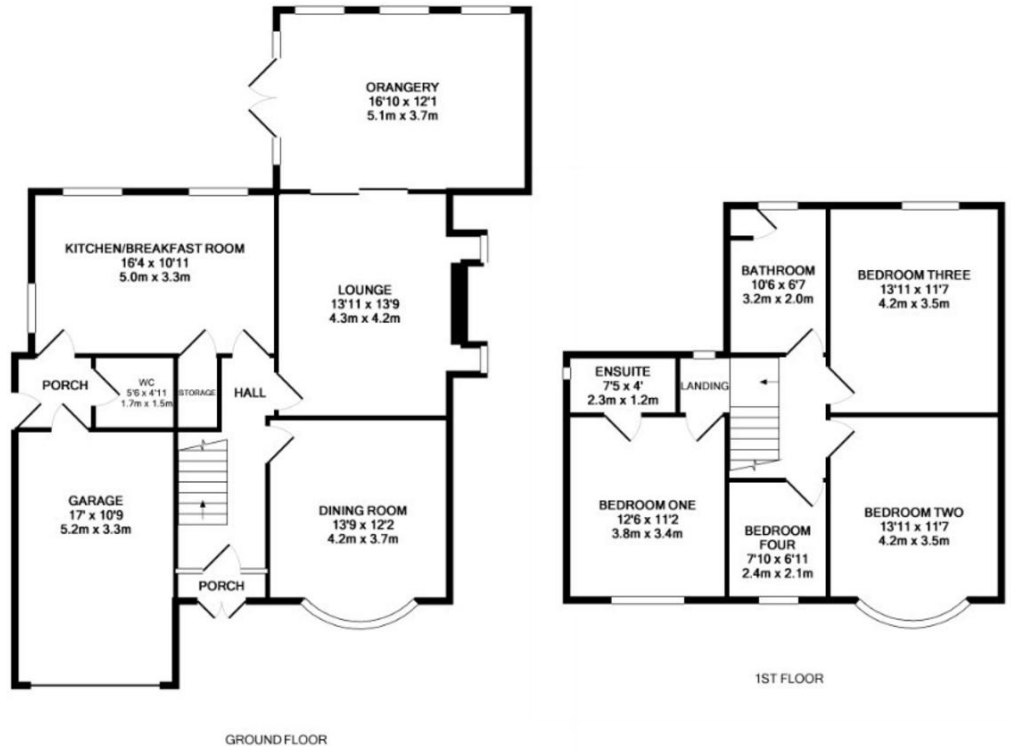 ORANGERY
16'10 x 12'1
5.1m x 3.7m
KITCHEN/BREAKFAST ROOM
16'4 x 10'11
5.0m x 3.3m
LOUNGE
13'11 x 13'9
4.3m x 4.2m
PORCH
WC
5'6 x 4'11
1.7m x 1.5m
STORAGE
HALL
GARAGE
17' x 10'9
5.2m x 3.3m
DINING ROOM
13'9 x 12'2
4.2m x 3.7m
PORCH
GROUND FLOOR
BATHROOM
10'6 x 6'7
3.2m x 2.0m
BEDROOM THREE
13'11 x 11'7
4.2m x 3.5m
ENSUITE
7'5 x 4'
2.3m x 1.2m
LANDING
BEDROOM ONE
12'6 x 11'2
3.8m x 3.4m
BEDROOM
FOUR
7'10 x 6'11
2.4m x 2.1m
BEDROOM TWO
13'11 x 11'7
4.2m x 3.5m
1ST FLOOR